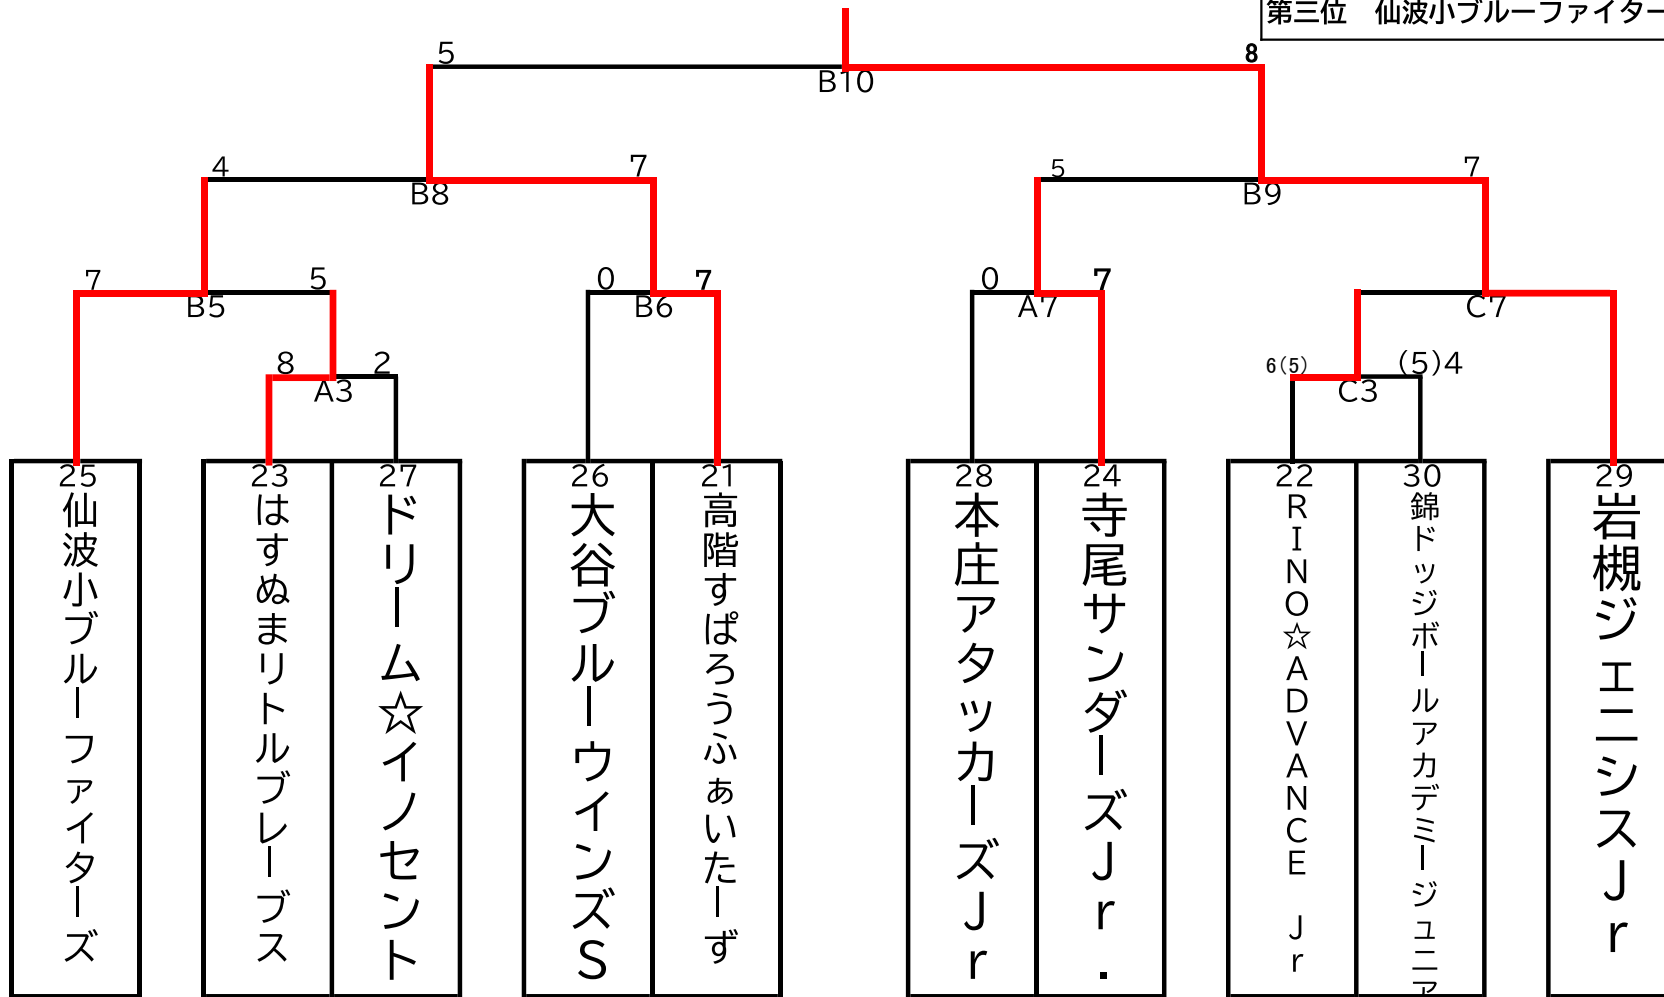 第三位　仙波小ブルーファイター
5
8
B10
4
7
5
7
B8
B9
7
5
0
7
0
7
B5
B6
A7
C7
8
2
6(5)
(5)4
A3
C3
25
仙波小ブルーファイターズ
23
はすぬまリトルブレーブス
27
ドリーム☆イノセント
26
大谷ブルーウィンズS
21
高階すぱろうふぁいたーず
28
本庄アタッカーズJr
24
寺尾サンダーズJr.
22
RINO☆ADVANCE Jr
30
錦ドッジボールアカデミージュニア
29
岩槻ジェニシスJr